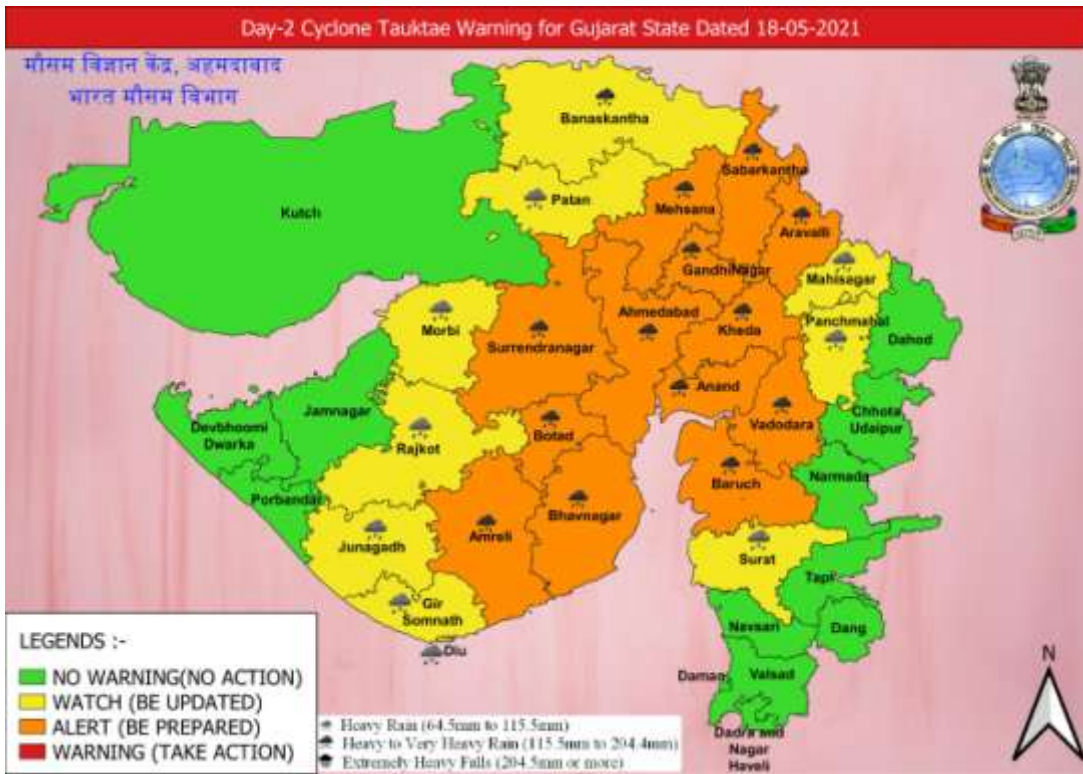 Day-2 Cyclone Tauktae Warning for Gujarat State Dated 18-05-2021
मौसम विज्ञान केंद्र, अहमदाबाद
भारत मौसम विभाग
Banaskantha
Patan
Kutch
Sabarkantha
Mehsana
Aravalli
GandhiNagar
Mahisagar
Morbi
Surrendranagar
Ahmedabad
Kheda
Panchmahal
Dahod
Jamnagar
Devbhoomi
Dwarka
Anand
Vadodara
Chhota
Udaipur
Rajkot
Botad
Narmada
Porbandar
Baruch
Bhavnagar
Junagadh
Amreli
Surat
Tapi
Gir
Somnath
Diu
Navsari
Dang
Daman
Valsad
Dadra And
Nagar
Haveli
N
LEGENDS :-
NO WARNING(NO ACTION)
WATCH (BE UPDATED)
ALERT (BE PREPARED)
WARNING (TAKE ACTION)
Heavy Rain (64.5mm to 115.5mm)
Heavy to Very Heavy Rain (115.5mm to 204.4mm)
Extremely Heavy Falls (204.5mm or more)